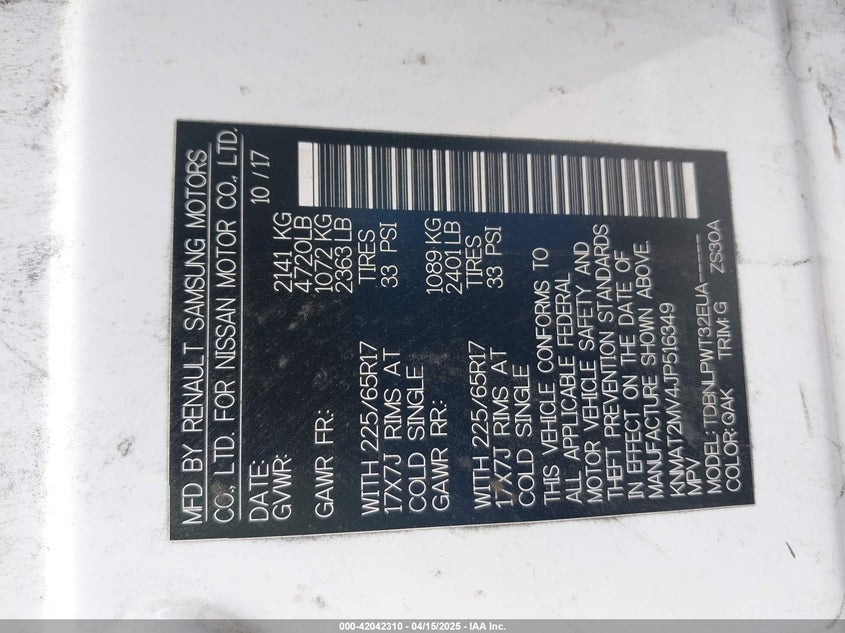 MFD BY RENAULT SAMSUNG MOTORS
CO., LTD. FOR NISSAN MOTOR CO., LTD.
DATE: 10 / 17
GVWR: 2141 KG
4720LB
GAWR FR: 1072 KG
2363 LB
WITH 225/65R17 TIRES
17X7J RIMS AT 33 PSI
COLD SINGLE
GAWR RR: 1089 KG
2401LB
WITH 225/65R17 TIRES
17X7J RIMS AT 33 PSI
COLD SINGLE
THIS VEHICLE CONFORMS TO
ALL APPLICABLE FEDERAL
MOTOR VEHICLE SAFETY AND
THEFT PREVENTION STANDARDS
IN EFFECT ON THE DATE OF
MANUFACTURE SHOWN ABOVE.
KNMAT2MV4JP516349
MPV
MODEL: TDBNLPWT32EUA-----
COLOR:QAK TRIM: G ZS30A
000-42042310 - 04/15/2025 - IAA Inc.